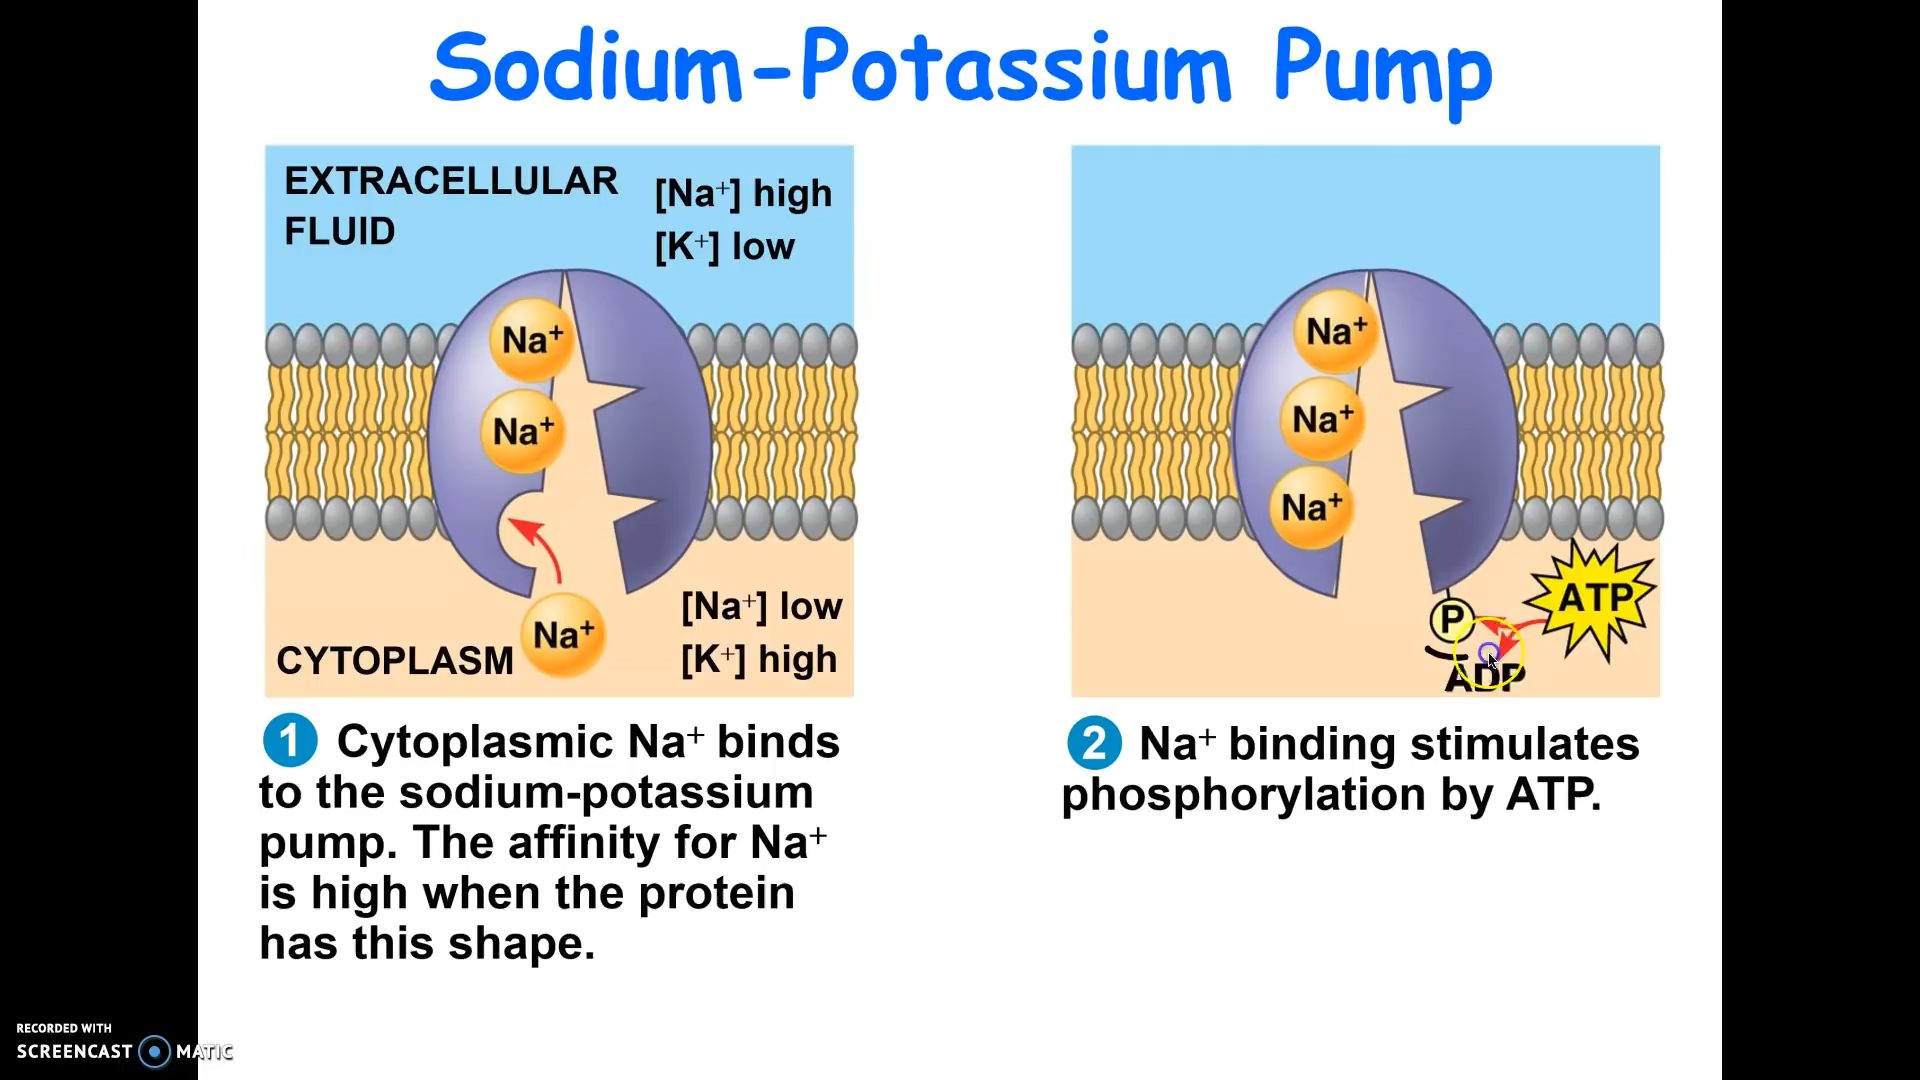 Sodium-Potassium Pump
EXTRACELLULAR
FLUID
[Na⁺] high
[K⁺] low
Na⁺
Na⁺
Na⁺
CYTOPLASM
[Na⁺] low
[K⁺] high
1 Cytoplasmic Na⁺ binds
to the sodium-potassium
pump. The affinity for Na⁺
is high when the protein
has this shape.
Na⁺
Na⁺
Na⁺
P
ATP
ADP
2 Na⁺ binding stimulates
phosphorylation by ATP.
RECORDED WITH
SCREENCAST MATIC